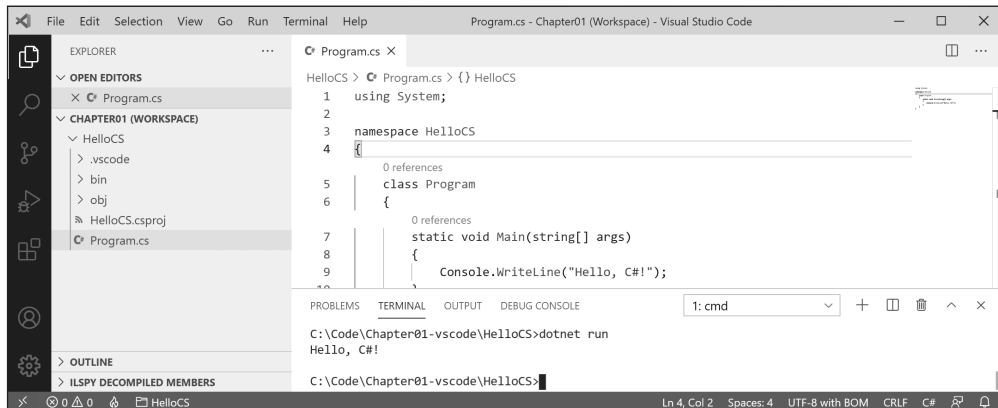 File Edit Selection View Go Run Terminal Help
Program.cs - Chapter01 (Workspace) - Visual Studio Code
EXPLORER
OPEN EDITORS
Program.cs
CHAPTER01 (WORKSPACE)
HelloCS
.vscode
bin
obj
HelloCS.csproj
Program.cs
OUTLINE
ILSPY DECOMPILED MEMBERS
Program.cs
HelloCS > Program.cs > {} HelloCS
1 using System;
2
3 namespace HelloCS
4 {
0 references
5 class Program
6 {
0 references
7 static void Main(string[] args)
8 {
9 Console.WriteLine("Hello, C#!");
PROBLEMS TERMINAL OUTPUT DEBUG CONSOLE 1: cmd
C:\Code\Chapter01-vscode\HelloCS>dotnet run
Hello, C#!
C:\Code\Chapter01-vscode\HelloCS>
0 0 HelloCS Ln 4, Col 2 Spaces: 4 UTF-8 with BOM CRLF C#